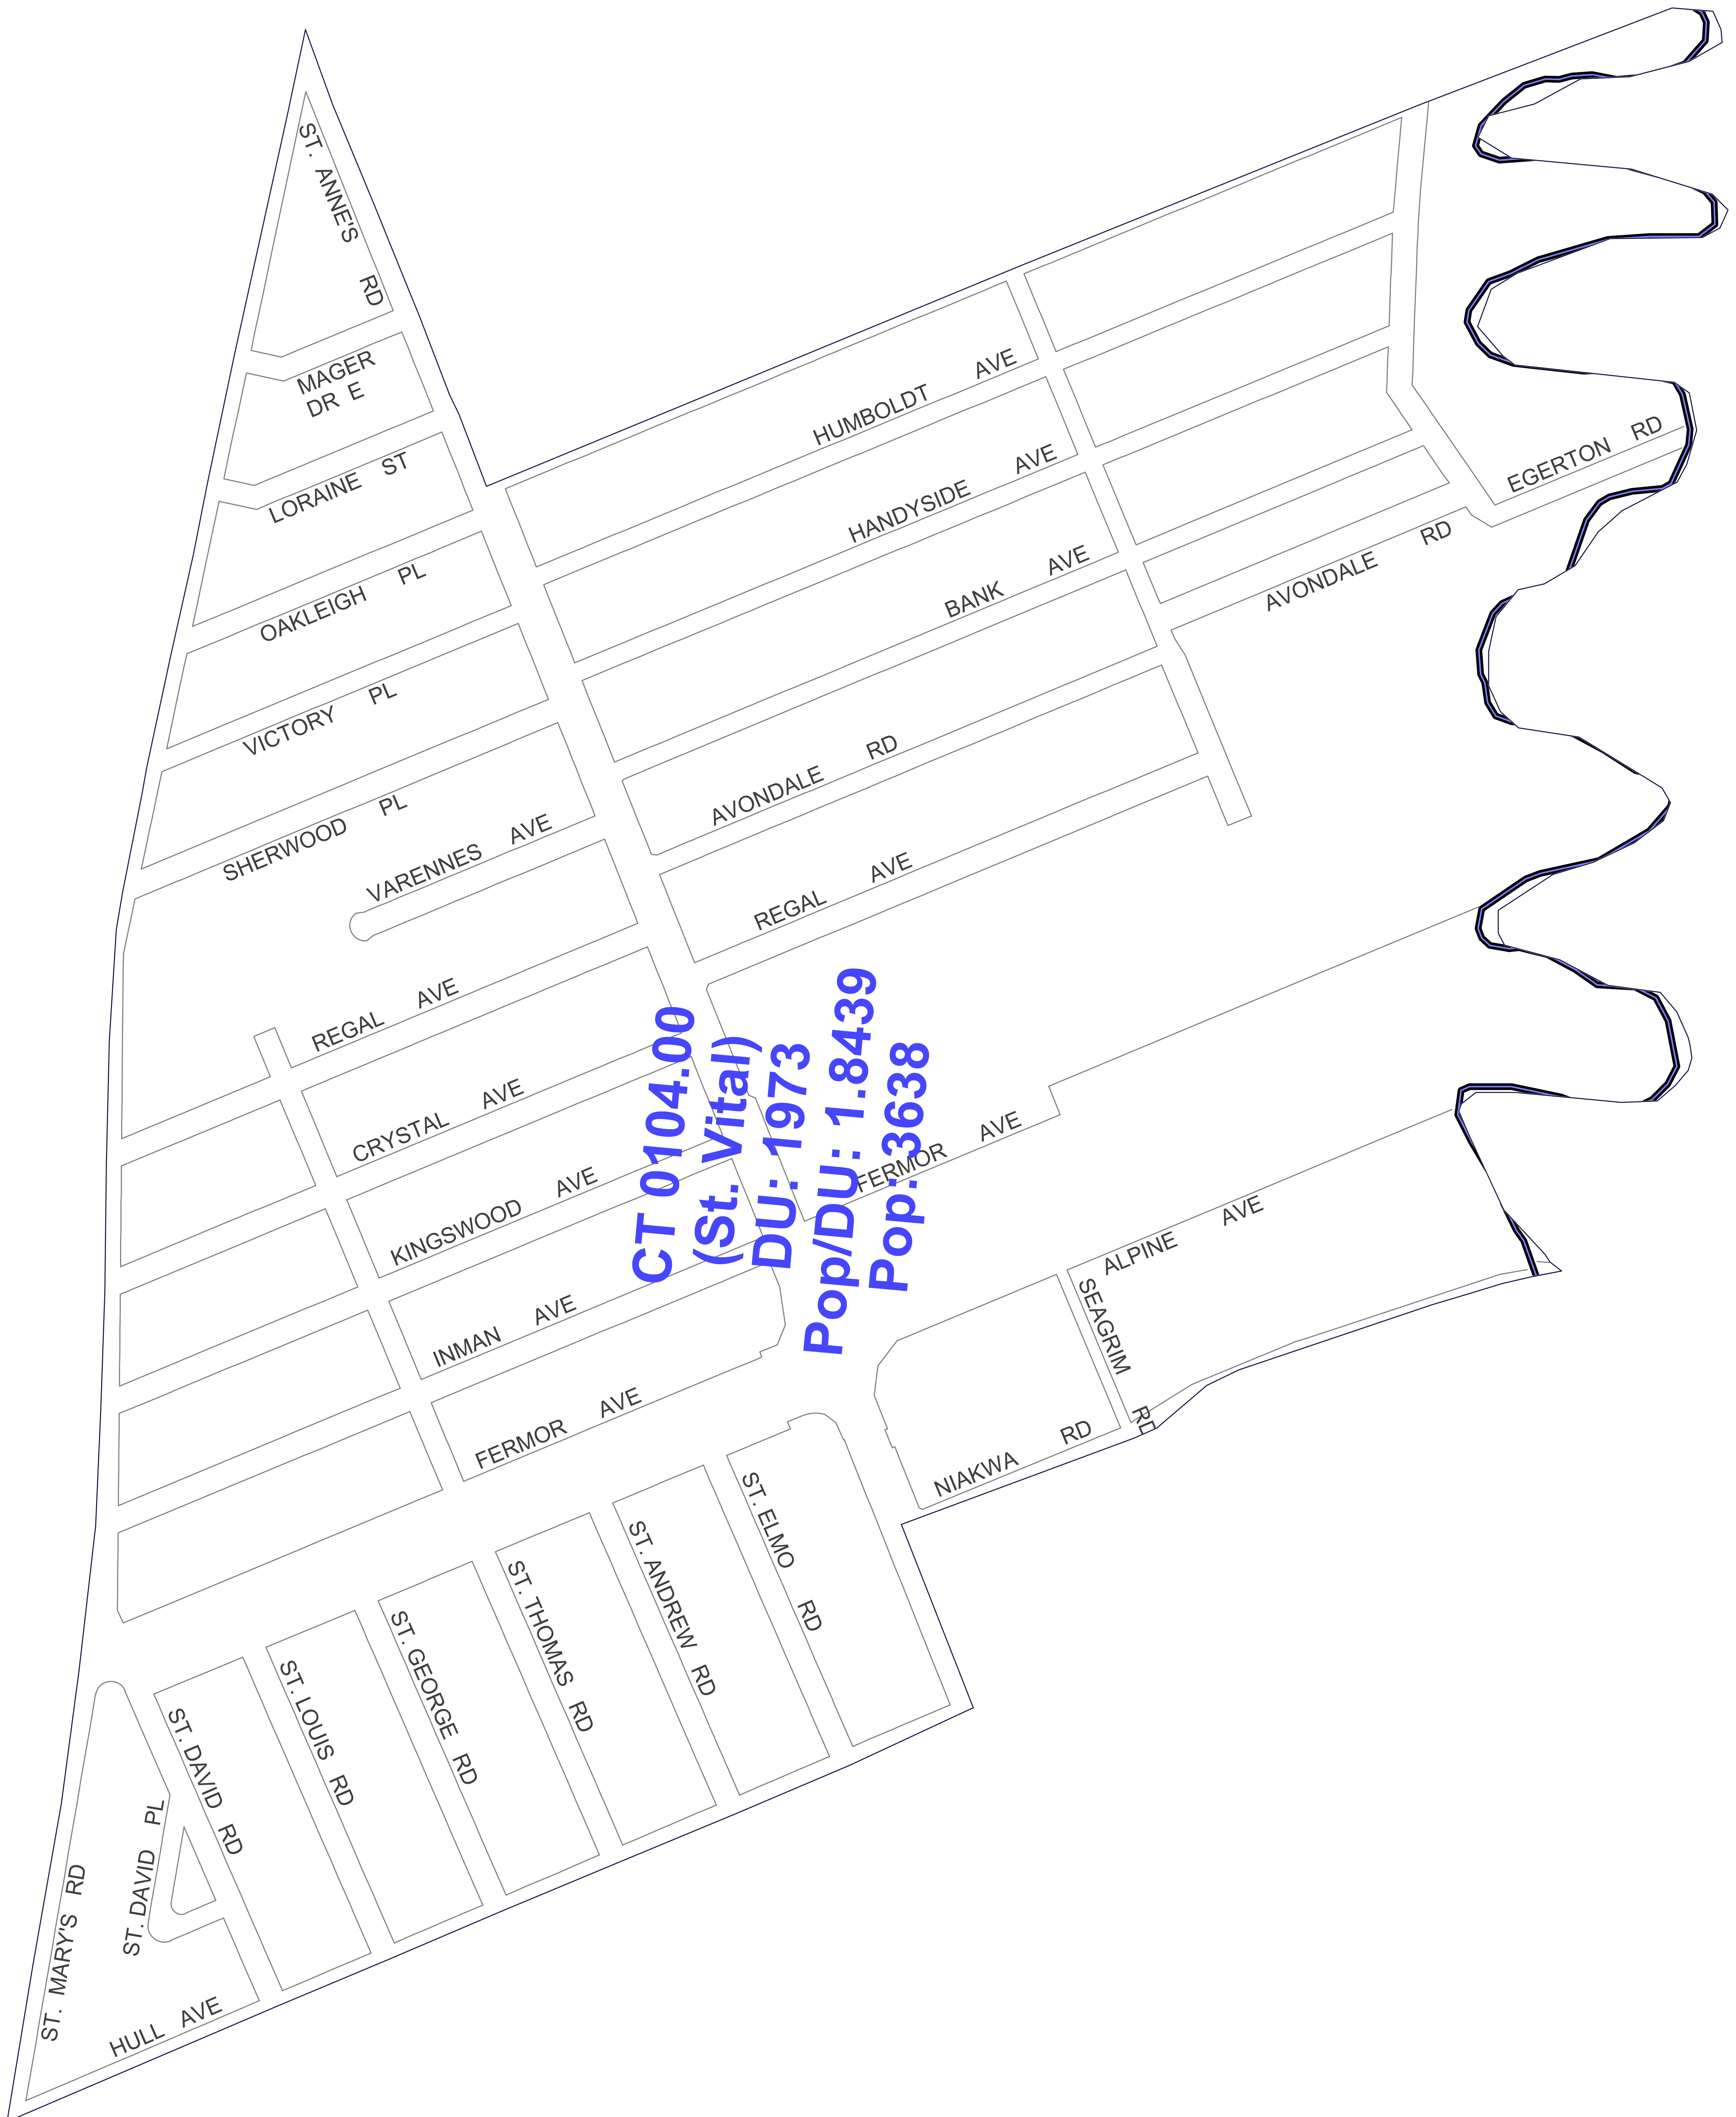 ST. ANNE'S RD
MAGER
DR E
LORAINE ST
OAKLEIGH PL
VICTORY PL
SHERWOOD PL
VARENNES AVE
HUMBOLDT AVE
HANDYSIDE AVE
BANK AVE
EGERTON RD
AVONDALE RD
AVONDALE RD
REGAL AVE
REGAL AVE
CRYSTAL AVE
KINGSWOOD AVE
INMAN AVE
FERMOR AVE
FERMOR AVE
CT 0104.00
(St. Vital)
DU: 1973
Pop/DU: 1.8439
Pop: 3638
ALPINE AVE
SEAGRIM RD
NIAKWA RD
ST. ELMO RD
ST. ANDREW RD
ST. THOMAS RD
ST. GEORGE RD
ST. LOUIS RD
ST. DAVID RD
ST. DAVID PL
ST. MARY'S RD
HULL AVE